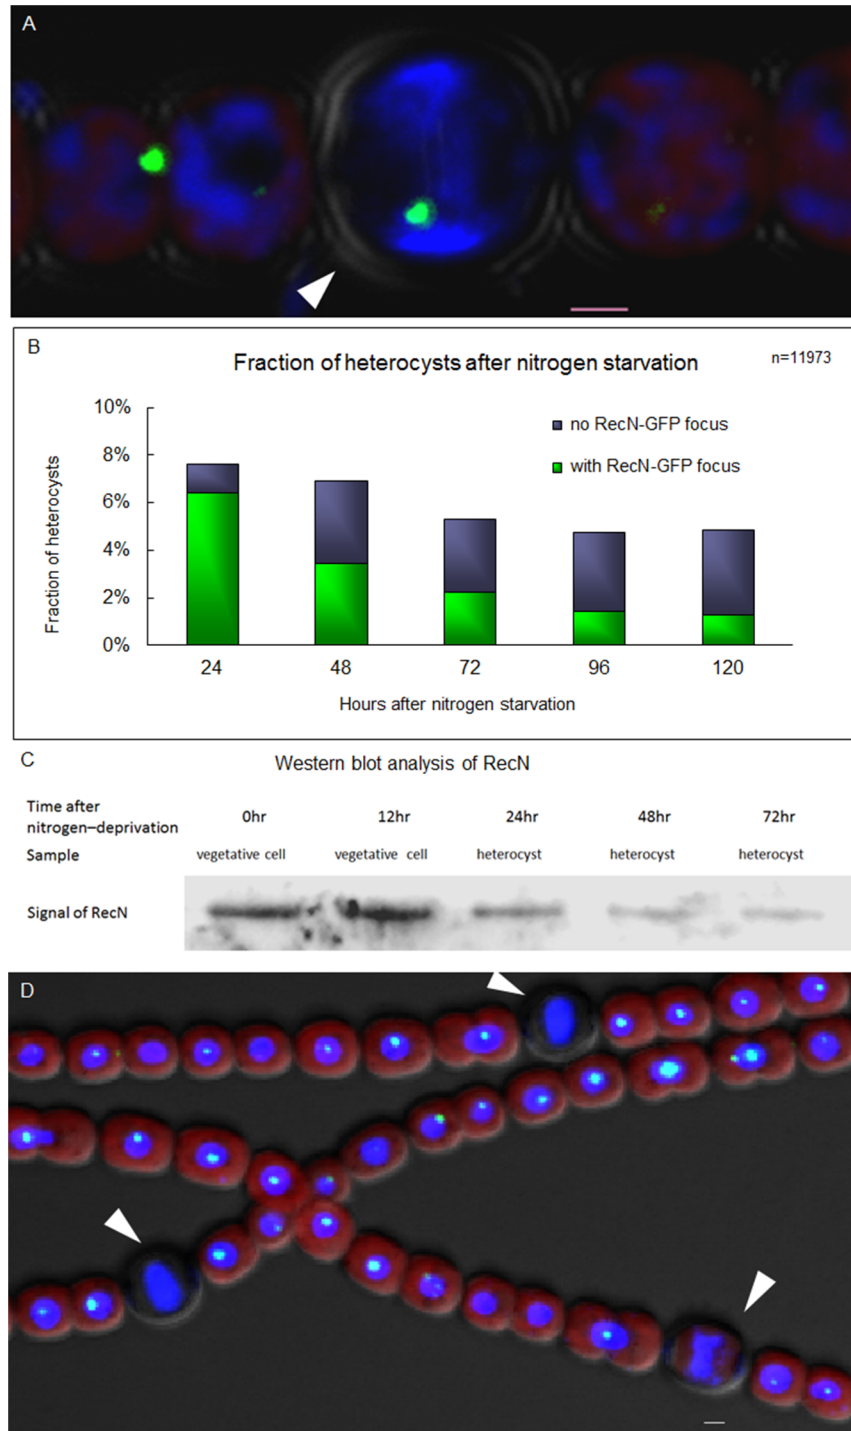 A
B
Fraction of heterocysts after nitrogen starvation
n=11973
10%
8%
6%
4%
2%
0%
Fraction of heterocysts
no RecN-GFP focus
with RecN-GFP focus
24 48 72 96 120
Hours after nitrogen starvation
C
Western blot analysis of RecN
Time after
nitrogen–deprivation
0hr 12hr 24hr 48hr 72hr
Sample vegetative cell vegetative cell heterocyst heterocyst heterocyst
Signal of RecN
D